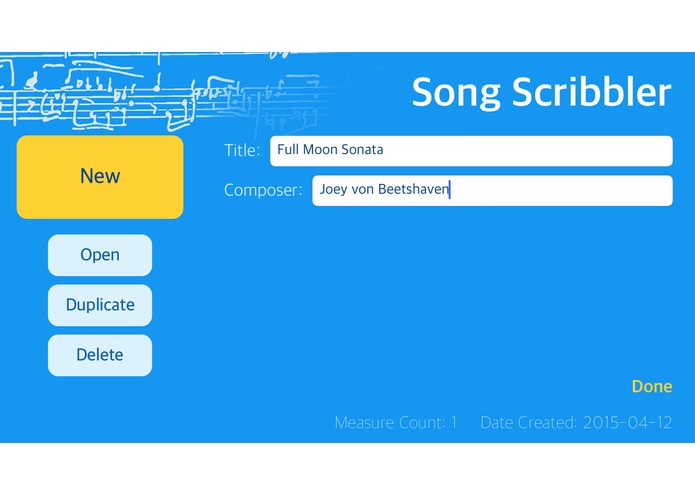 Song Scribbler
New
Title: Full Moon Sonata
Composer: Joey von Beetshaven
Open
Duplicate
Delete
Done
Measure Count: 1 Date Created: 2015-04-12